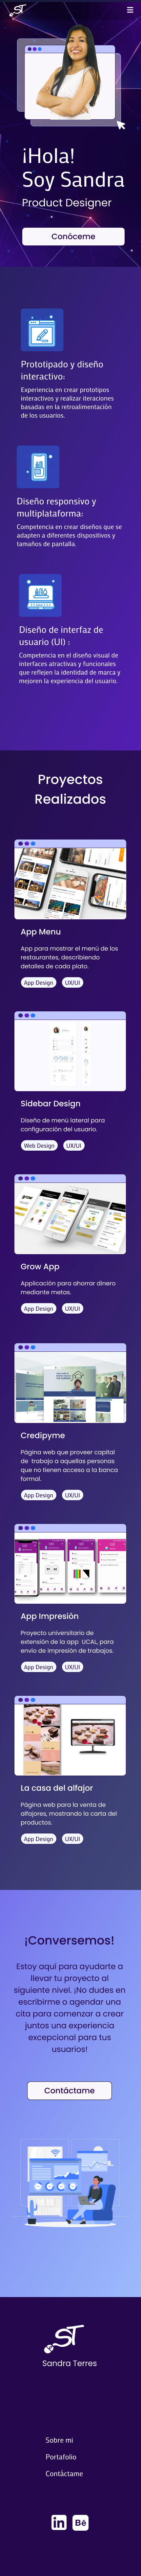 ST
¡Hola!
Soy Sandra
Product Designer
Conóceme
Prototipado y diseño
interactivo:
Experiencia en crear prototipos
interactivos y realizar iteraciones
basadas en la retroalimentación
de los usuarios.
Diseño responsivo y
multiplataforma:
Competencia en crear diseños que se
adapten a diferentes dispositivos y
tamaños de pantalla.
Diseño de interfaz de
usuario (UI) :
Competencia en el diseño visual de
interfaces atractivas y funcionales
que reflejen la identidad de marca y
mejoren la experiencia del usuario.
Proyectos
Realizados
App Menu
App para mostrar el menú de los
restaurantes, describiendo
detalles de cada plato.
App Design UX/UI
Sidebar Design
Diseño de menú lateral para
configuración del usuario.
Web Design UX/UI
Grow App
Applicación para ahorrar dinero
mediante metas.
App Design UX/UI
Credipyme
Página web que proveer capital
de trabajo a aquellas personas
que no tienen acceso a la banca
formal.
App Design UX/UI
App Impresión
Proyecto universitario de
extensión de la app UCAL, para
envío de impresión de trabajos.
App Design UX/UI
La casa del alfajor
Página web para la venta de
alfajores, mostrando la carta del
productos.
App Design UX/UI
¡Conversemos!
Estoy aquí para ayudarte a
llevar tu proyecto al
siguiente nivel. ¡No dudes en
escribirme o agendar una
cita para comenzar a crear
juntos una experiencia
excepcional para tus
usuarios!
Contáctame
ST
Sandra Terres
Sobre mi
Portafolio
Contáctame
in Bē